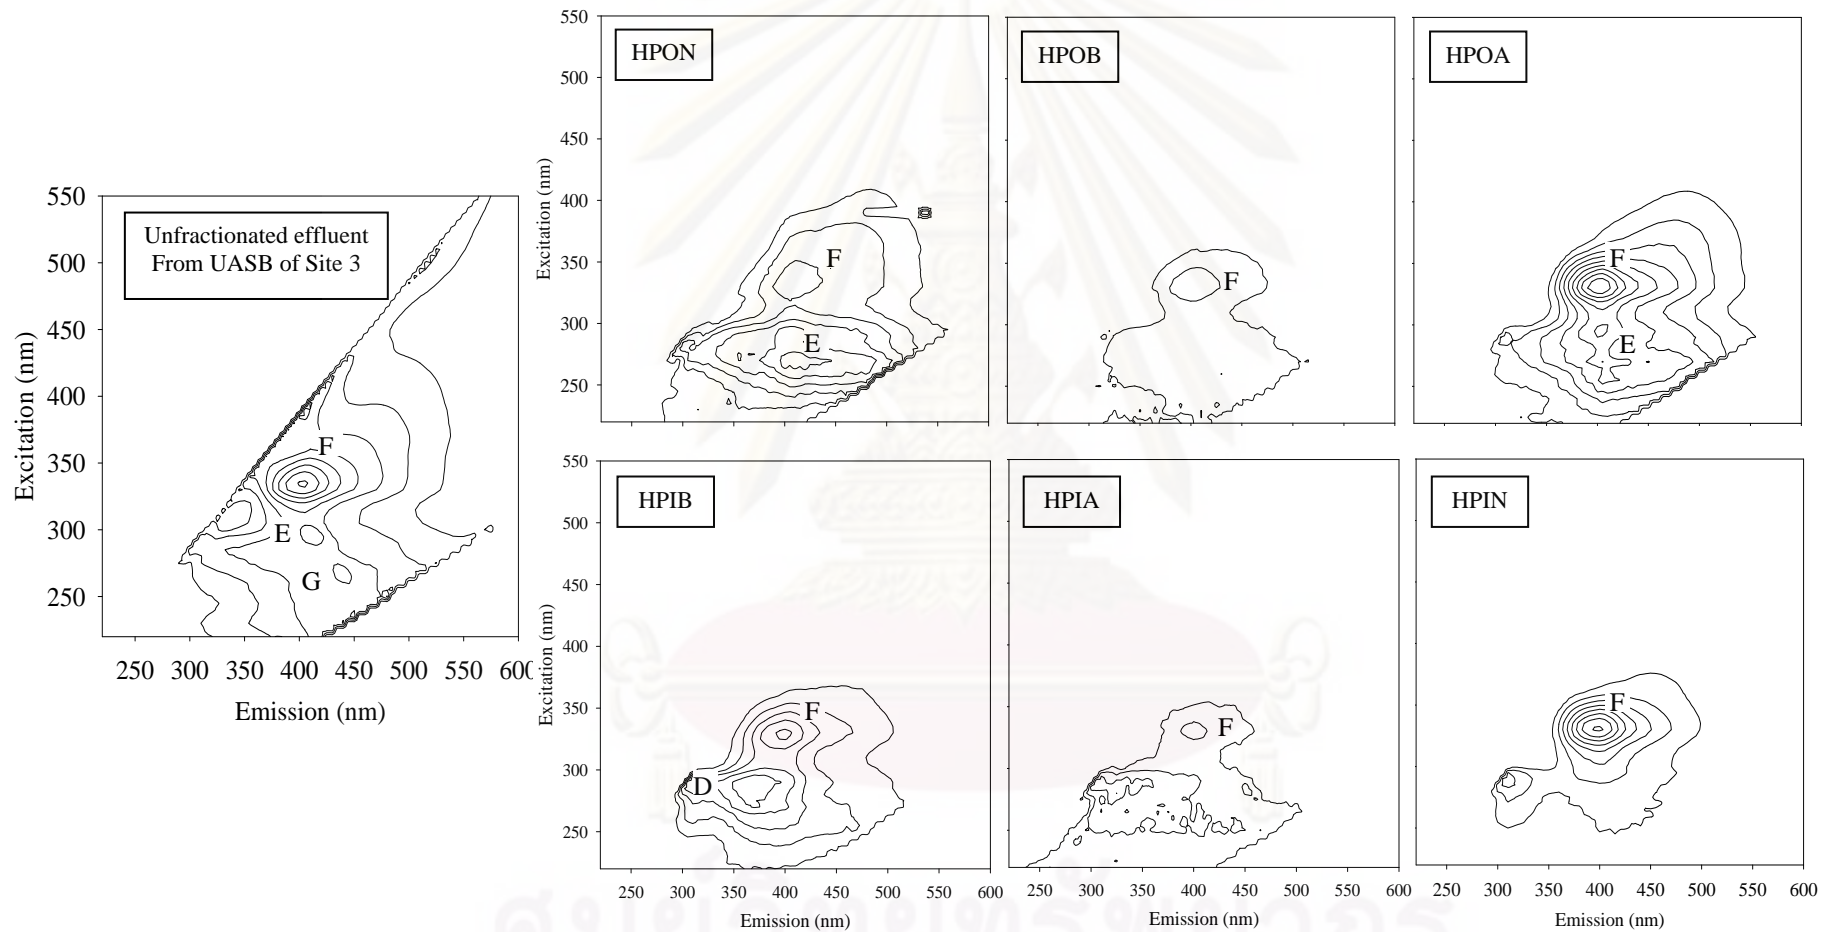 Unfractionated effluent
From UASB of Site 3
550
500
450
400
350
300
250
Excitation (nm)
F
E
G
250 300 350 400 450 500 550 600
Emission (nm)
HPON
550
500
450
400
350
300
250
Excitation (nm)
F
E
HPOB
F
HPOA
F
E
HPIB
550
500
450
400
350
300
250
Excitation (nm)
F
D
250 300 350 400 450 500 550 600
Emission (nm)
HPIA
F
250 300 350 400 450 500 550 600
Emission (nm)
HPIN
F
250 300 350 400 450 500 550 600
Emission (nm)